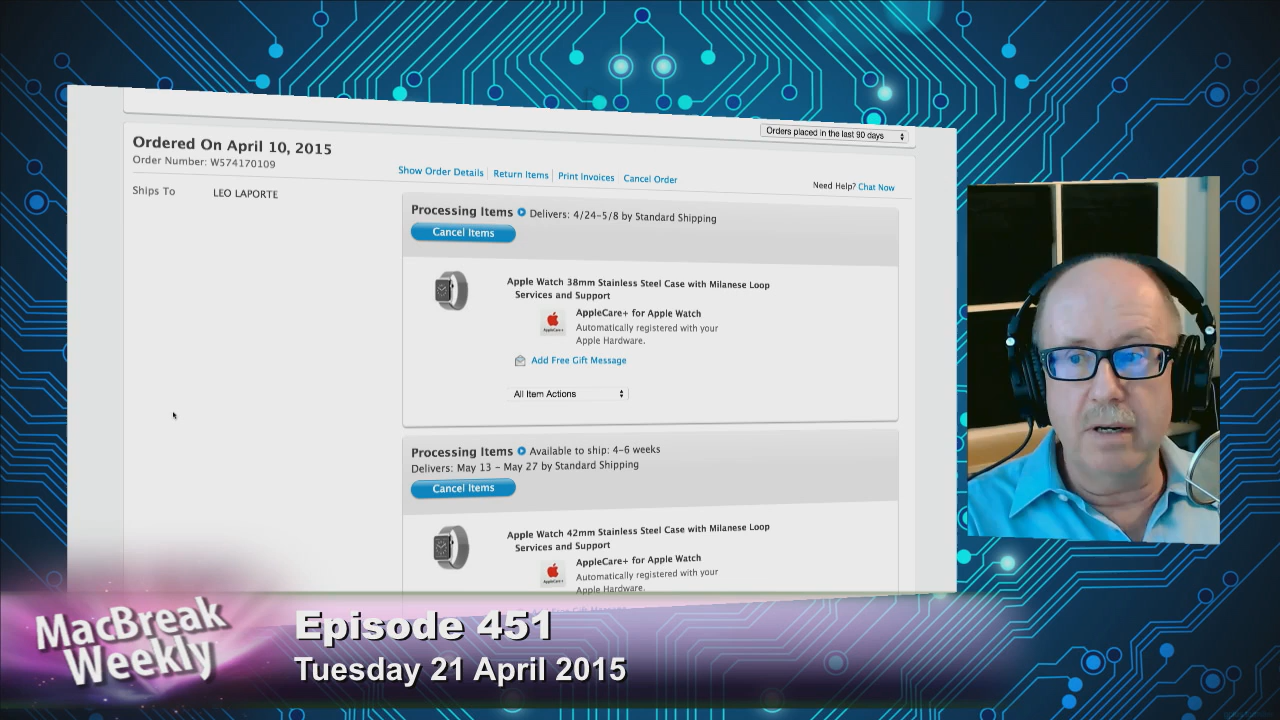 Orders placed in the last 90 days
Ordered On April 10, 2015
Order Number: W574170109
Show Order Details | Return Items | Print Invoices | Cancel Order
Need Help? Chat Now
Ships To LEO LAPORTE
Processing Items Delivers: 4/24-5/8 by Standard Shipping
Cancel Items
Apple Watch 38mm Stainless Steel Case with Milanese Loop
Services and Support
AppleCare+
AppleCare+ for Apple Watch
Automatically registered with your
Apple Hardware.
Add Free Gift Message
All Item Actions
Processing Items Available to ship: 4-6 weeks
Delivers: May 13 - May 27 by Standard Shipping
Cancel Items
Apple Watch 42mm Stainless Steel Case with Milanese Loop
Services and Support
AppleCare+
AppleCare+ for Apple Watch
Automatically registered with your
Apple Hardware.
MacBreak
Weekly
Episode 451
Tuesday 21 April 2015